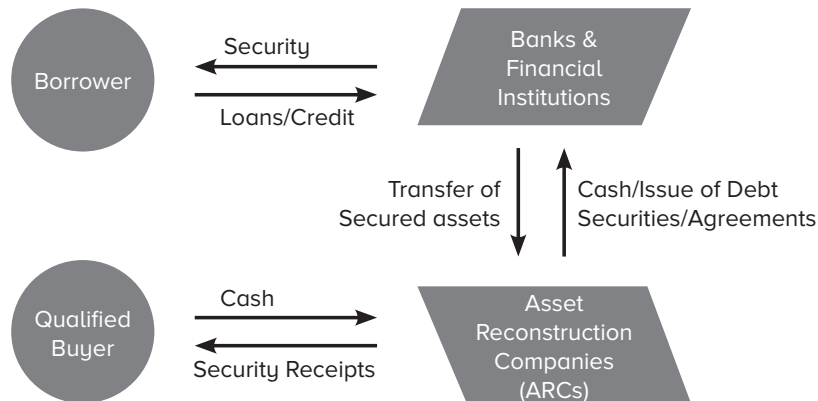 Borrower
Security
Loans/Credit
Banks &
Financial
Institutions
Transfer of
Secured assets
Cash/Issue of Debt
Securities/Agreements
Qualified
Buyer
Cash
Security Receipts
Asset
Reconstruction
Companies
(ARCs)